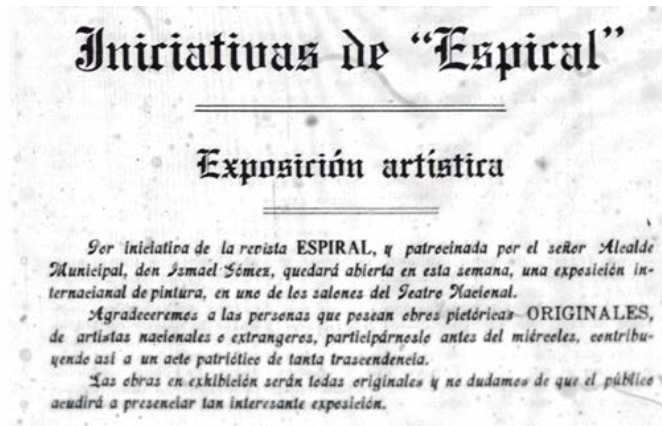 Iniciativas de "Espiral"
Exposición artística
Por iniciativa de la revista ESPIRAL, y patrocinada por el señor Alcalde
Municipal, don Ismael Gómez, quedará abierta en esta semana, una exposición in-
ternacianal de pintura, en uno de los salones del Teatro Nacional.
Agradeceremos a las personas que posean obras pictóricas ORIGINALES,
de artistas nacionales o extrangeros, participárnoslo antes del miércoles, contribu-
yendo así a un acto patriótico de tanta trascendencia.
Las obras en exhibición serán todas originales y no dudamos de que el público
acudirá a presenciar tan interesante exposición.